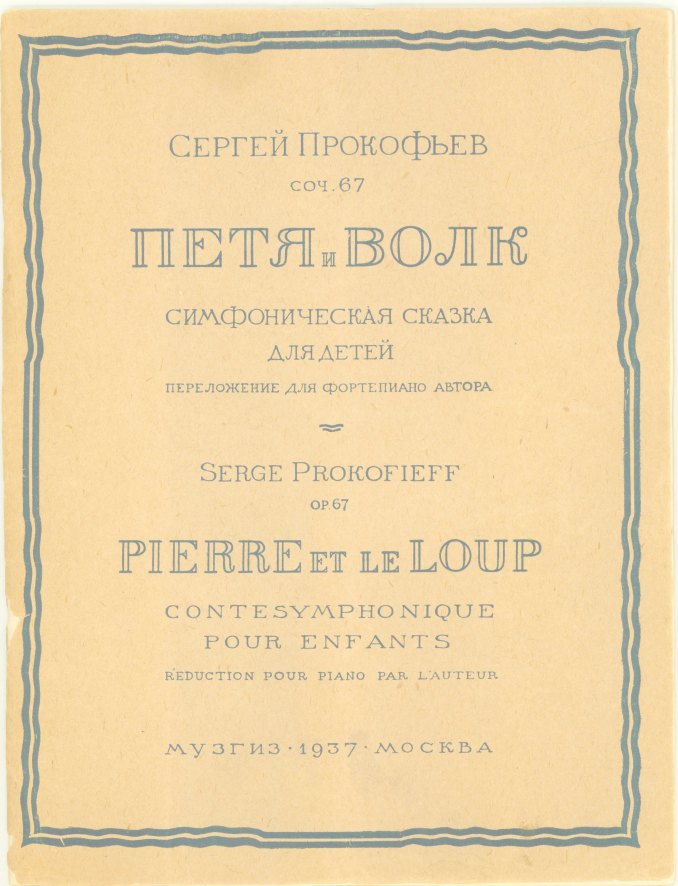 СЕРГЕЙ ПРОКОФЬЕВ
СОЧ. 67
ПЕТЯ и ВОЛК
СИМФОНИЧЕСКАЯ СКАЗКА
ДЛЯ ДЕТЕЙ
ПЕРЕЛОЖЕНИЕ ДЛЯ ФОРТЕПИАНО АВТОРА
SERGE PROKOFIEFF
OP. 67
PIERRE ET LE LOUP
CONTE SYMPHONIQUE
POUR ENFANTS
RÉDUCTION POUR PIANO PAR L'AUTEUR
МУЗГИЗ · 1937 · МОСКВА